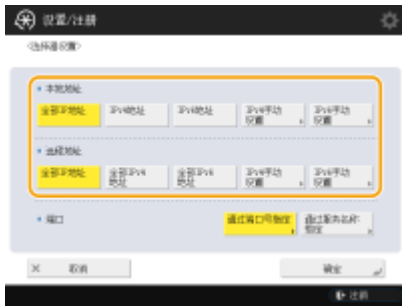 设置/注册
<选择器设置>
本地地址
全部IP地址
IPv4地址
IPv6地址
IPv4手动
设置
IPv6手动
设置
远程地址
全部IP地址
全部IPv4
地址
全部IPv6
地址
IPv4手动
设置
IPv6手动
设置
端口
通过端口号指定
通过服务名称
指定
× 取消
确定
注销